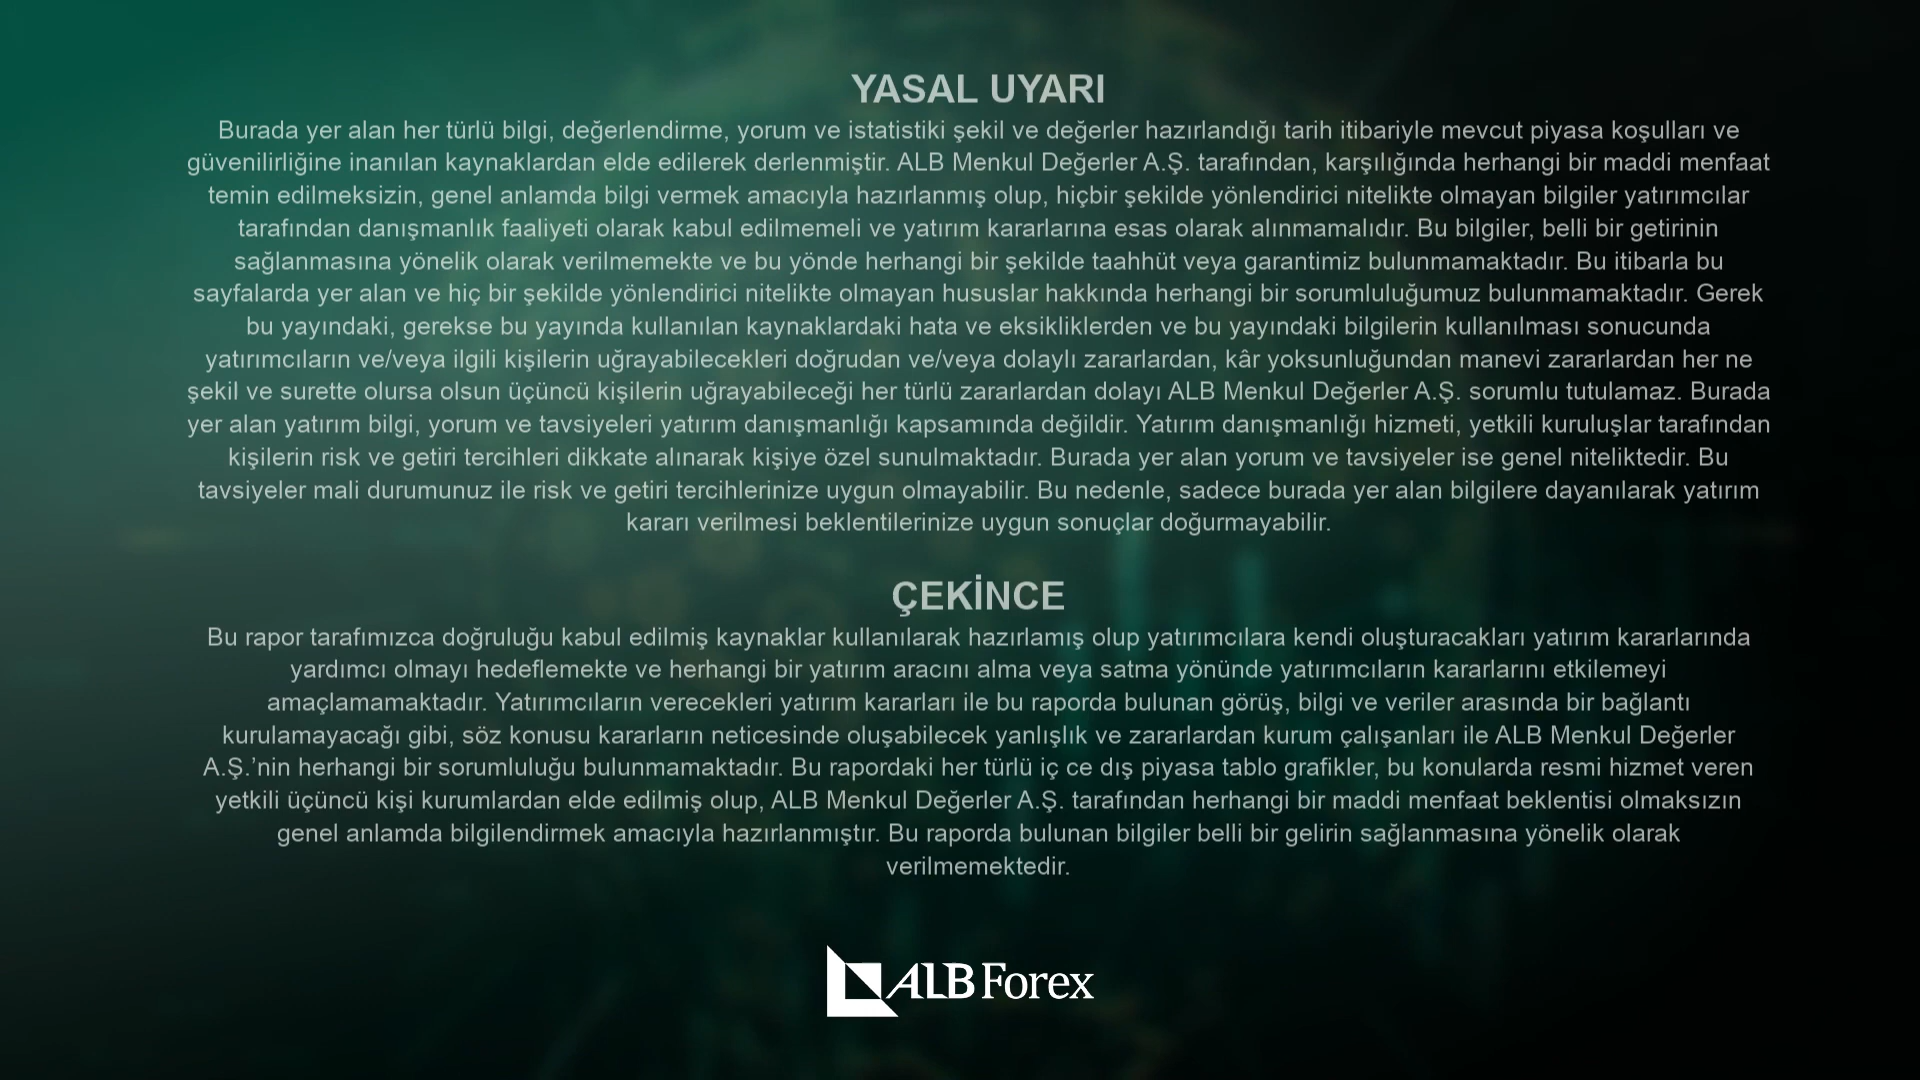 YASAL UYARI
Burada yer alan her türlü bilgi, değerlendirme, yorum ve istatistiki şekil ve değerler hazırlandığı tarih itibariyle mevcut piyasa koşulları ve
güvenilirliğine inanılan kaynaklardan elde edilerek derlenmiştir. ALB Menkul Değerler A.Ş. tarafından, karşılığında herhangi bir maddi menfaat
temin edilmeksizin, genel anlamda bilgi vermek amacıyla hazırlanmış olup, hiçbir şekilde yönlendirici nitelikte olmayan bilgiler yatırımcılar
tarafından danışmanlık faaliyeti olarak kabul edilmemeli ve yatırım kararlarına esas olarak alınmamalıdır. Bu bilgiler, belli bir getirinin
sağlanmasına yönelik olarak verilmemekte ve bu yönde herhangi bir şekilde taahhüt veya garantimiz bulunmamaktadır. Bu itibarla bu
sayfalarda yer alan ve hiç bir şekilde yönlendirici nitelikte olmayan hususlar hakkında herhangi bir sorumluluğumuz bulunmamaktadır. Gerek
bu yayındaki, gerekse bu yayında kullanılan kaynaklardaki hata ve eksikliklerden ve bu yayındaki bilgilerin kullanılması sonucunda
yatırımcıların ve/veya ilgili kişilerin uğrayabilecekleri doğrudan ve/veya dolaylı zararlardan, kâr yoksunluğundan manevi zararlardan her ne
şekil ve surette olursa olsun üçüncü kişilerin uğrayabileceği her türlü zararlardan dolayı ALB Menkul Değerler A.Ş. sorumlu tutulamaz. Burada
yer alan yatırım bilgi, yorum ve tavsiyeleri yatırım danışmanlığı kapsamında değildir. Yatırım danışmanlığı hizmeti, yetkili kuruluşlar tarafından
kişilerin risk ve getiri tercihleri dikkate alınarak kişiye özel sunulmaktadır. Burada yer alan yorum ve tavsiyeler ise genel niteliktedir. Bu
tavsiyeler mali durumunuz ile risk ve getiri tercihlerinize uygun olmayabilir. Bu nedenle, sadece burada yer alan bilgilere dayanılarak yatırım
kararı verilmesi beklentilerinize uygun sonuçlar doğurmayabilir.
ÇEKİNCE
Bu rapor tarafımızca doğruluğu kabul edilmiş kaynaklar kullanılarak hazırlamış olup yatırımcılara kendi oluşturacakları yatırım kararlarında
yardımcı olmayı hedeflemekte ve herhangi bir yatırım aracını alma veya satma yönünde yatırımcıların kararlarını etkilemeyi
amaçlamamaktadır. Yatırımcıların verecekleri yatırım kararları ile bu raporda bulunan görüş, bilgi ve veriler arasında bir bağlantı
kurulamayacağı gibi, söz konusu kararların neticesinde oluşabilecek yanlışlık ve zararlardan kurum çalışanları ile ALB Menkul Değerler
A.Ş.’nin herhangi bir sorumluluğu bulunmamaktadır. Bu rapordaki her türlü iç ce dış piyasa tablo grafikler, bu konularda resmi hizmet veren
yetkili üçüncü kişi kurumlardan elde edilmiş olup, ALB Menkul Değerler A.Ş. tarafından herhangi bir maddi menfaat beklentisi olmaksızın
genel anlamda bilgilendirmek amacıyla hazırlanmıştır. Bu raporda bulunan bilgiler belli bir gelirin sağlanmasına yönelik olarak
verilmemektedir.
ALB Forex